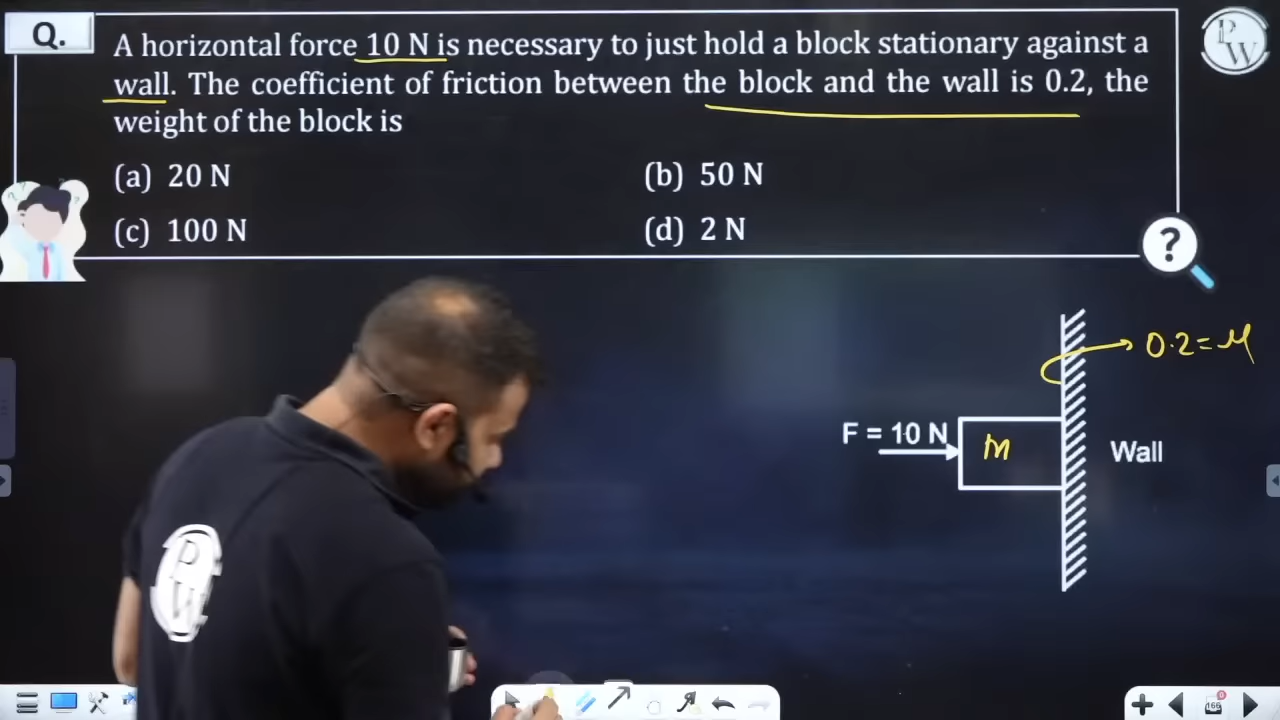 Q.
A horizontal force 10 N is necessary to just hold a block stationary against a
wall. The coefficient of friction between the block and the wall is 0.2, the
weight of the block is
(a) 20 N
(b) 50 N
(c) 100 N
(d) 2 N
P
W
?
0.2 = μ
F = 10 N
M
Wall
P
W
166